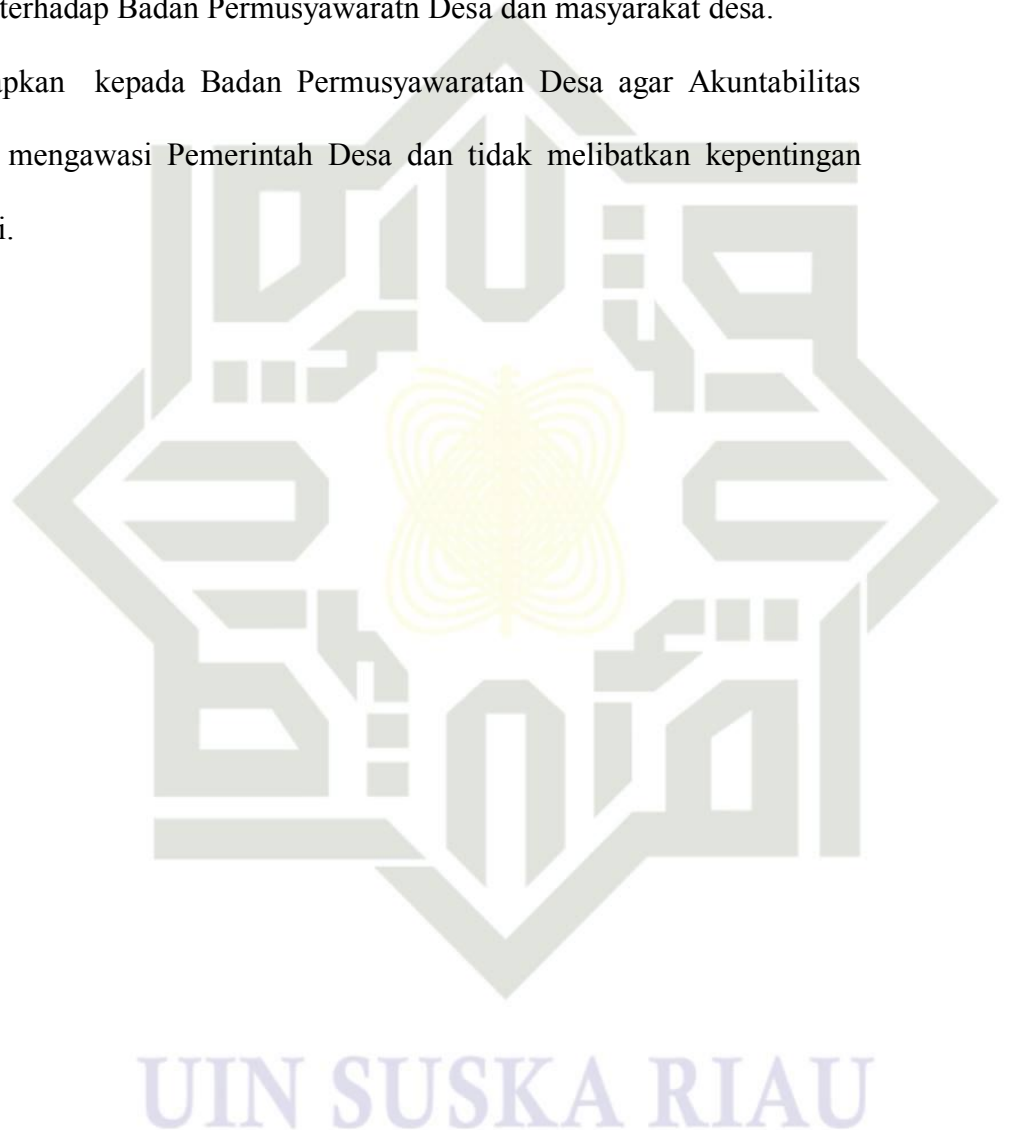 terhadap Badan Permusyawaratn Desa dan masyarakat desa.
apkan kepada Badan Permusyawaratan Desa agar Akuntabilitas
mengawasi Pemerintah Desa dan tidak melibatkan kepentingan
i.
UIN SUSKA RIAU